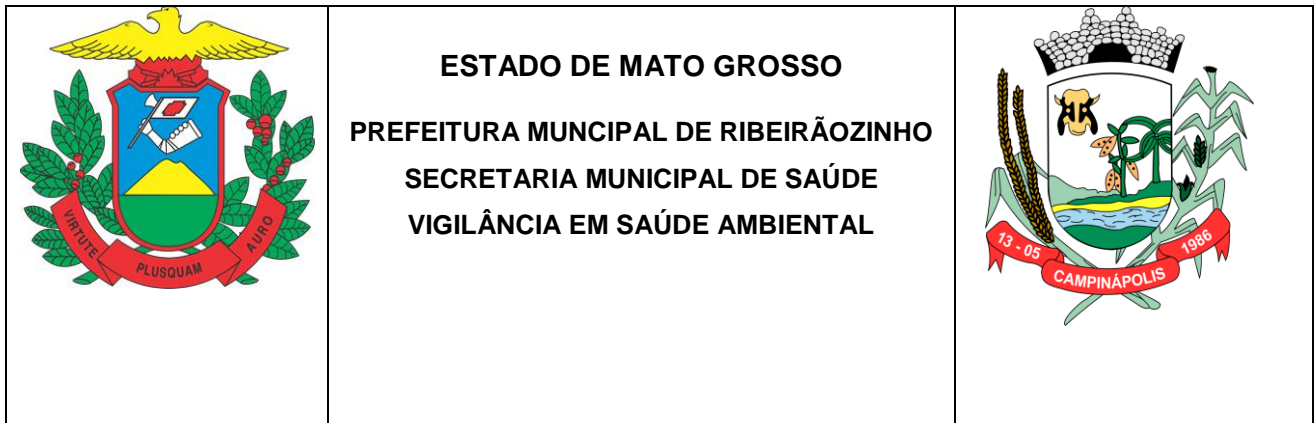 VIRTUTE
PLUSQUAM
AURO
ESTADO DE MATO GROSSO
PREFEITURA MUNCIPAL DE RIBEIRÃOZINHO
SECRETARIA MUNICIPAL DE SAÚDE
VIGILÂNCIA EM SAÚDE AMBIENTAL
13 - 05
CAMPINÁPOLIS
1986